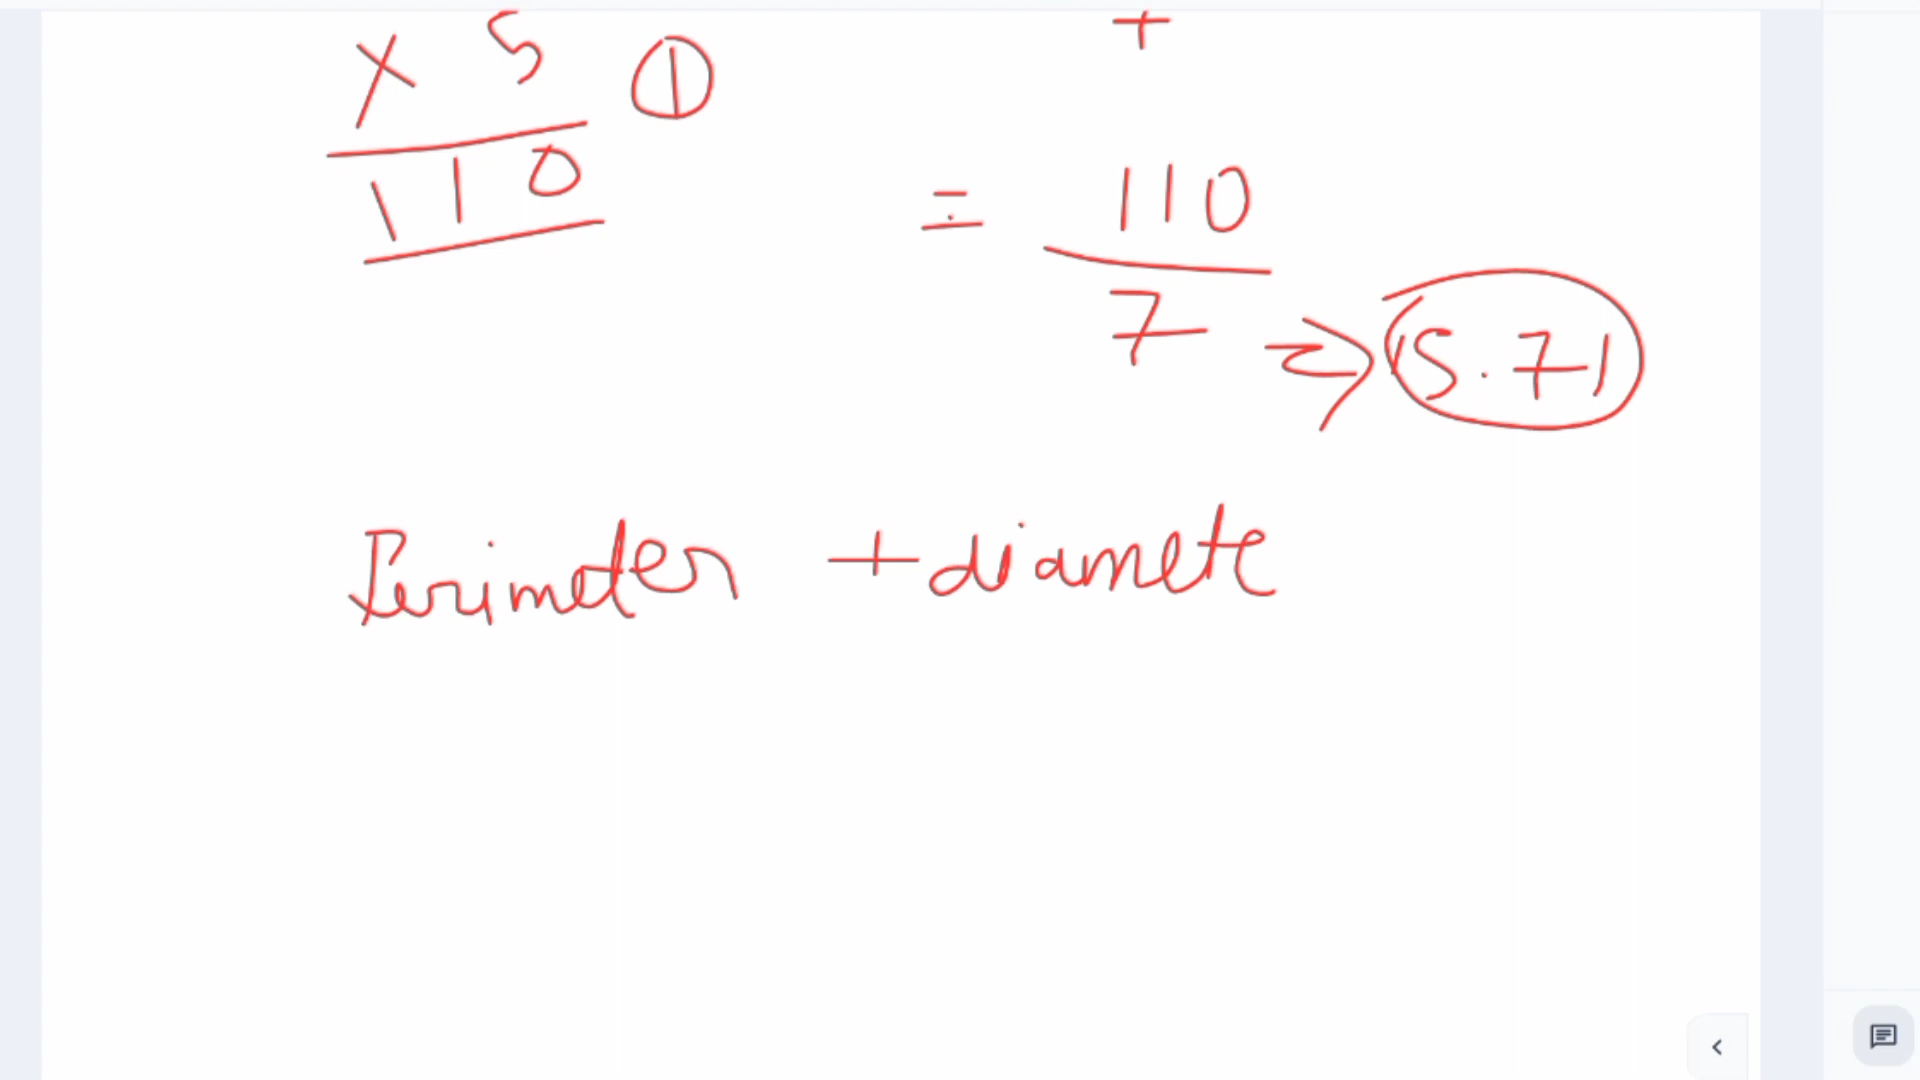 x 5 ①
110
+
= 110
7 ⇒ 15.71
Perimeter + diamete